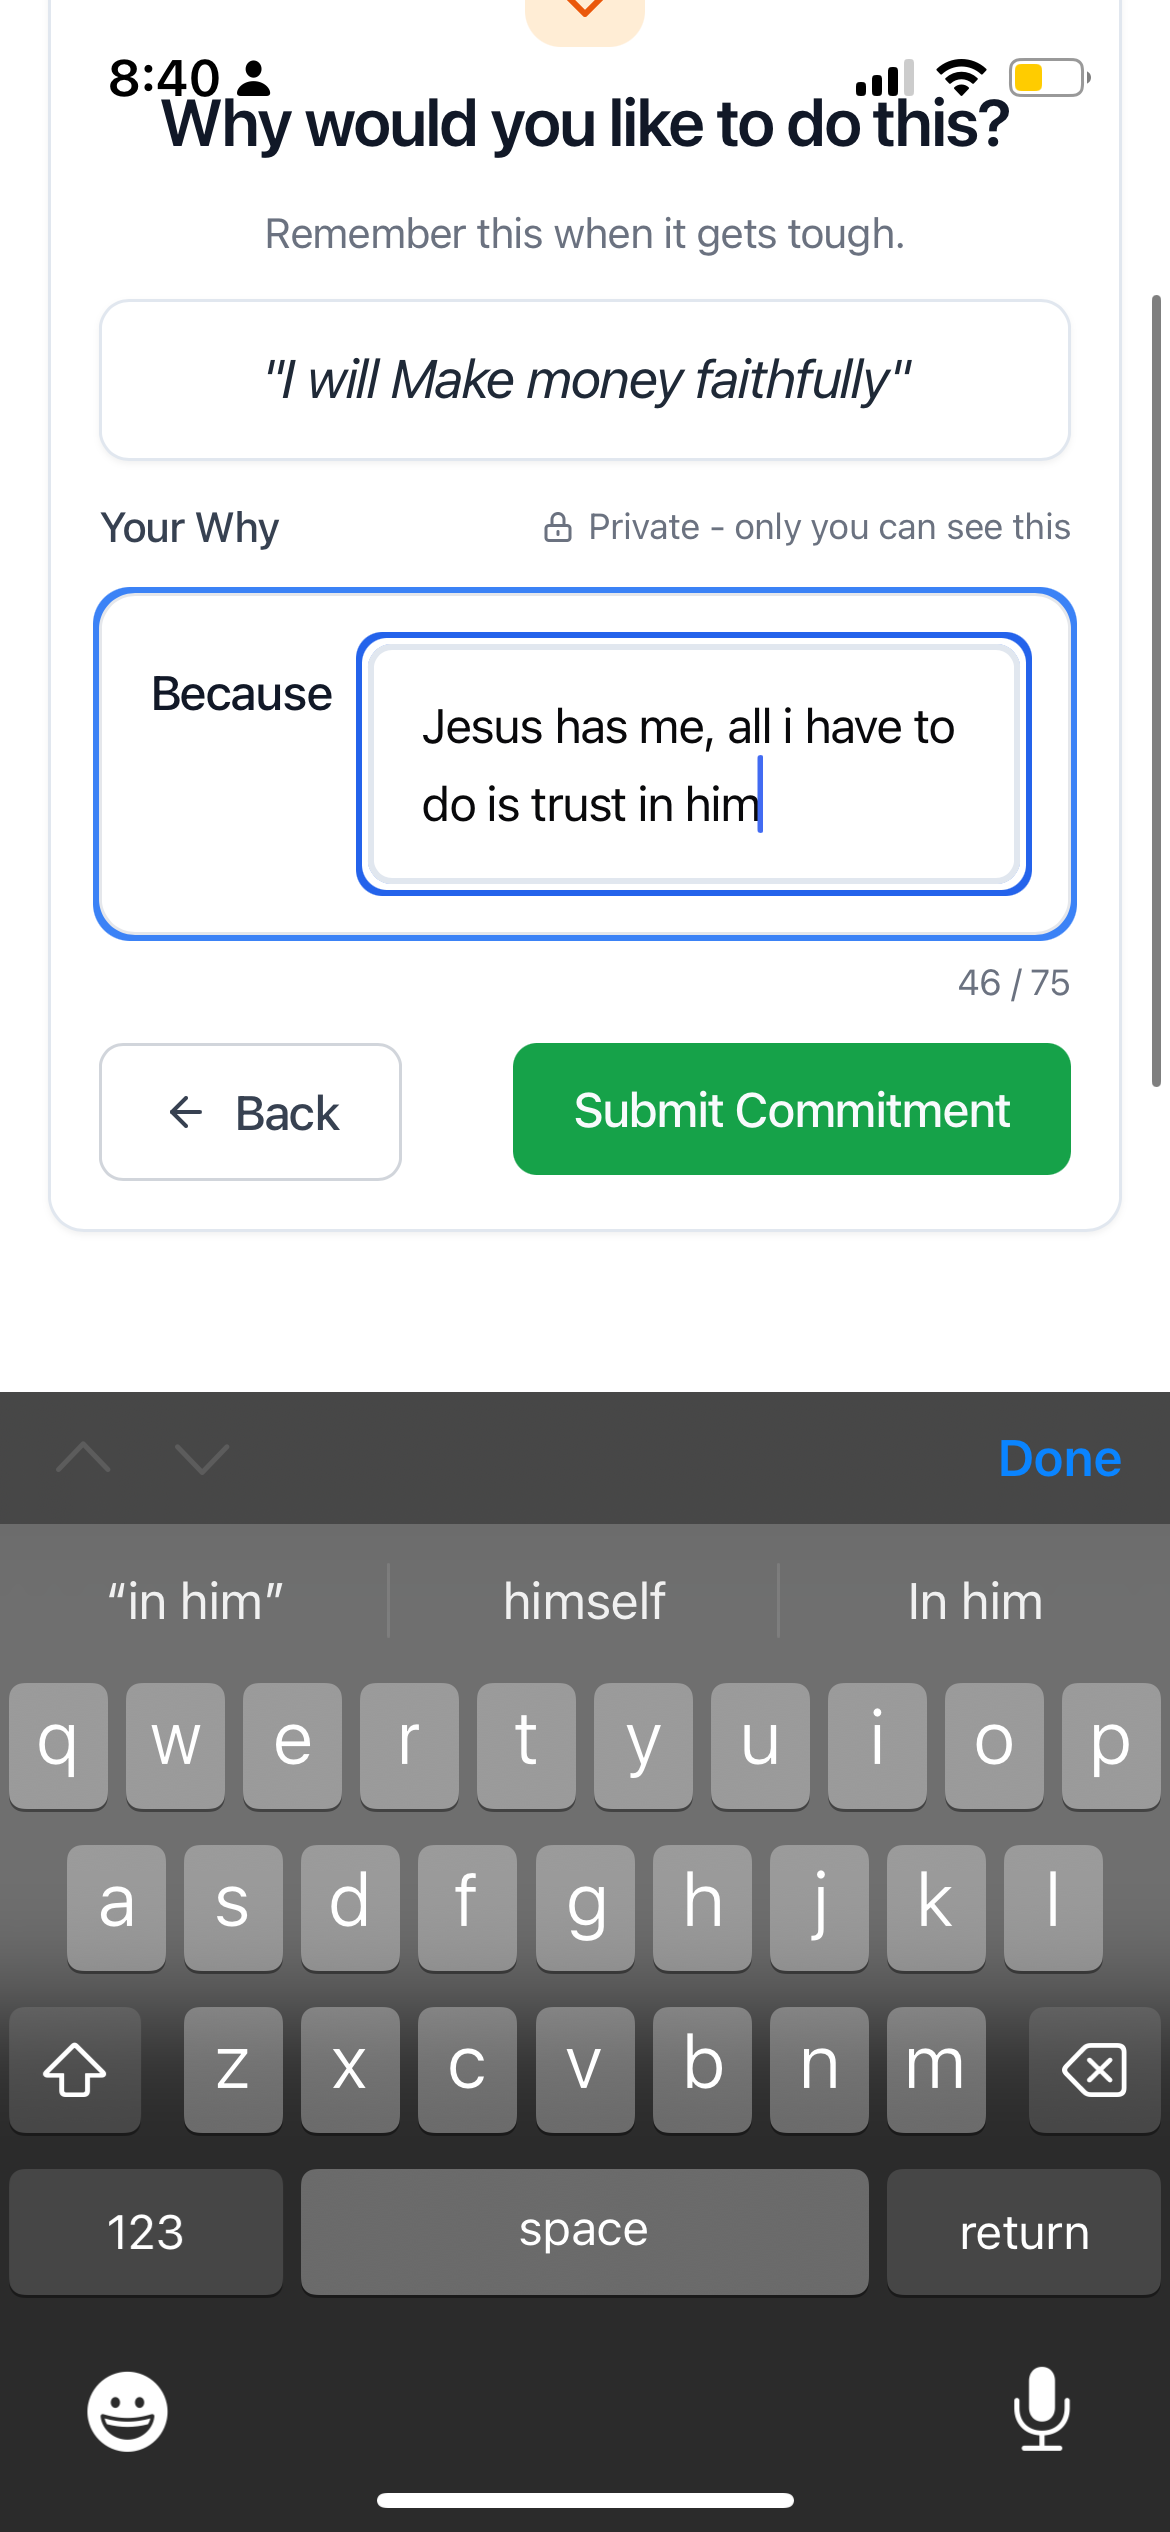 8:40
Why would you like to do this?
Remember this when it gets tough.
"I will Make money faithfully"
Your Why
Private - only you can see this
Because
Jesus has me, all i have to
do is trust in him
46 / 75
Back
Submit Commitment
Done
“in him”
himself
In him
q w e r t y u i o p
a s d f g h j k l
z x c v b n m
123
space
return